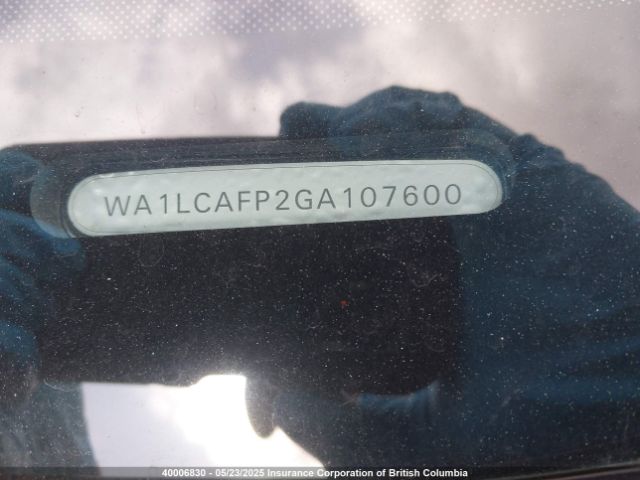 WA1LCAFP2GA107600
40006830 - 05/23/2025 Insurance Corporation of British Columbia